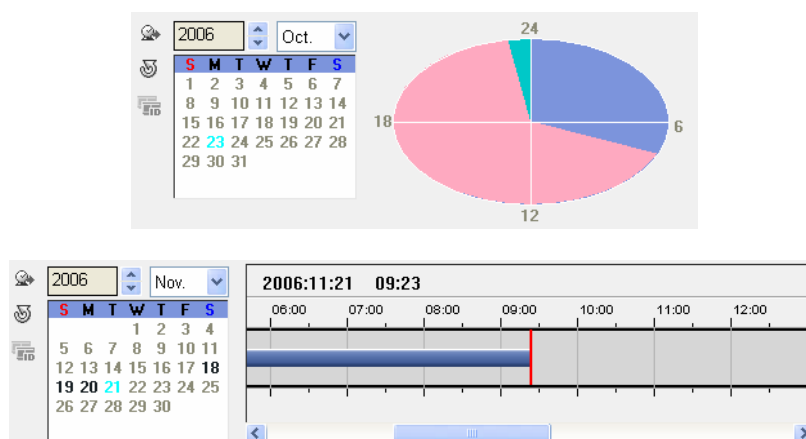 2006 Oct.
S M T W T F S
1 2 3 4 5 6 7
8 9 10 11 12 13 14
15 16 17 18 19 20 21
22 23 24 25 26 27 28
29 30 31
24
18
6
12
2006 Nov.
S M T W T F S
1 2 3 4
5 6 7 8 9 10 11
12 13 14 15 16 17 18
19 20 21 22 23 24 25
26 27 28 29 30
2006:11:21 09:23
06:00 07:00 08:00 09:00 10:00 11:00 12:00